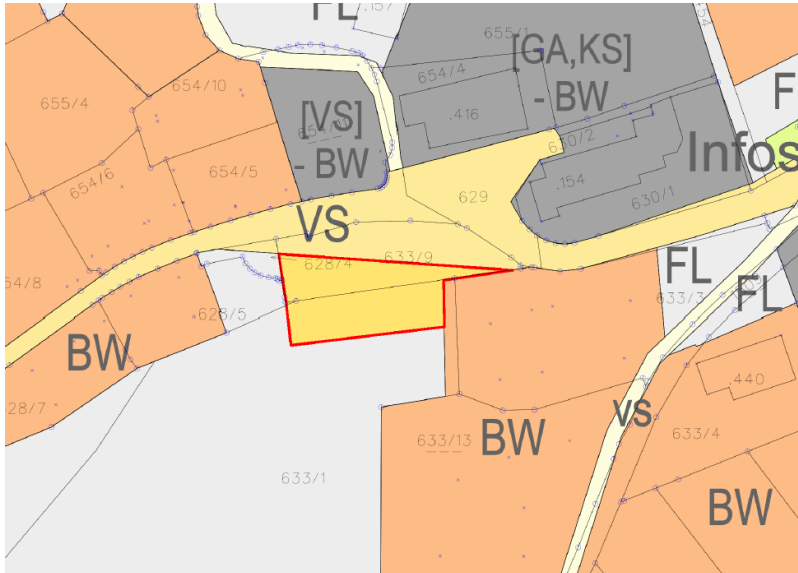 FL
.157
454
655/1
[GA,KS]
- BW
654/10
655/4
654/4
F
.416
[VS]
- BW
630/2
Infos
654/6
654/5
.154
629
630/1
VS
633/9
628/4
FL
FL
633/3
54/8
628/5
BW
.440
VS
28/7
BW
633/13
633/4
633/1
BW